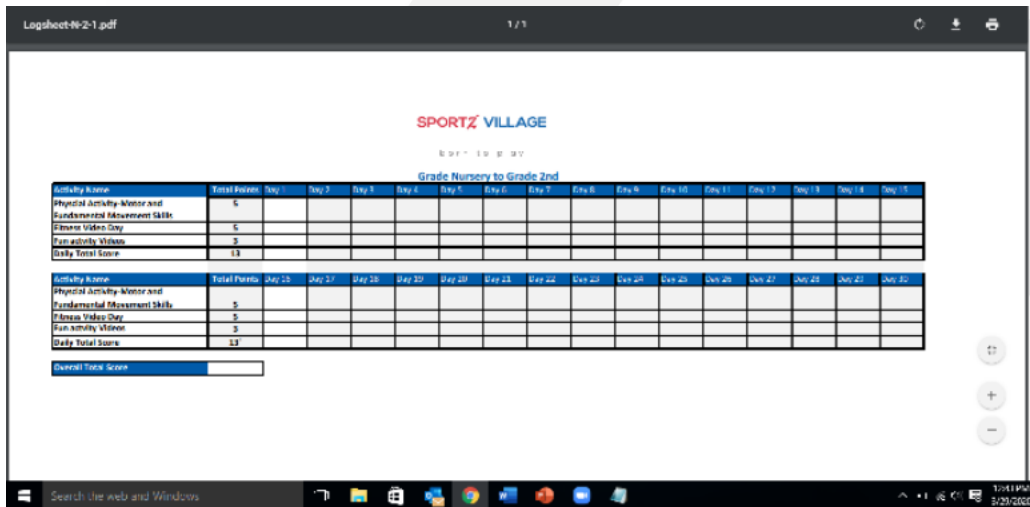 Logsheet-N-2-1.pdf 1 / 1
SPORTZ VILLAGE
born to play
Grade Nursery to Grade 2nd
Activity Name Total Points Day 1 Day 2 Day 3 Day 4 Day 5 Day 6 Day 7 Day 8 Day 9 Day 10 Day 11 Day 12 Day 13 Day 14 Day 15
Physcial Activity-Motor and
Fundamental Movement Skills 5
Fitness Video Day 5
Fun activity Videos 3
Daily Total Score 13
Activity Name Total Points Day 16 Day 17 Day 18 Day 19 Day 20 Day 21 Day 22 Day 23 Day 24 Day 25 Day 26 Day 27 Day 28 Day 29 Day 30
Physcial Activity-Motor and
Fundamental Movement Skills 5
Fitness Video Day 5
Fun activity Videos 3
Daily Total Score 13
Overall Total Score
Search the web and Windows